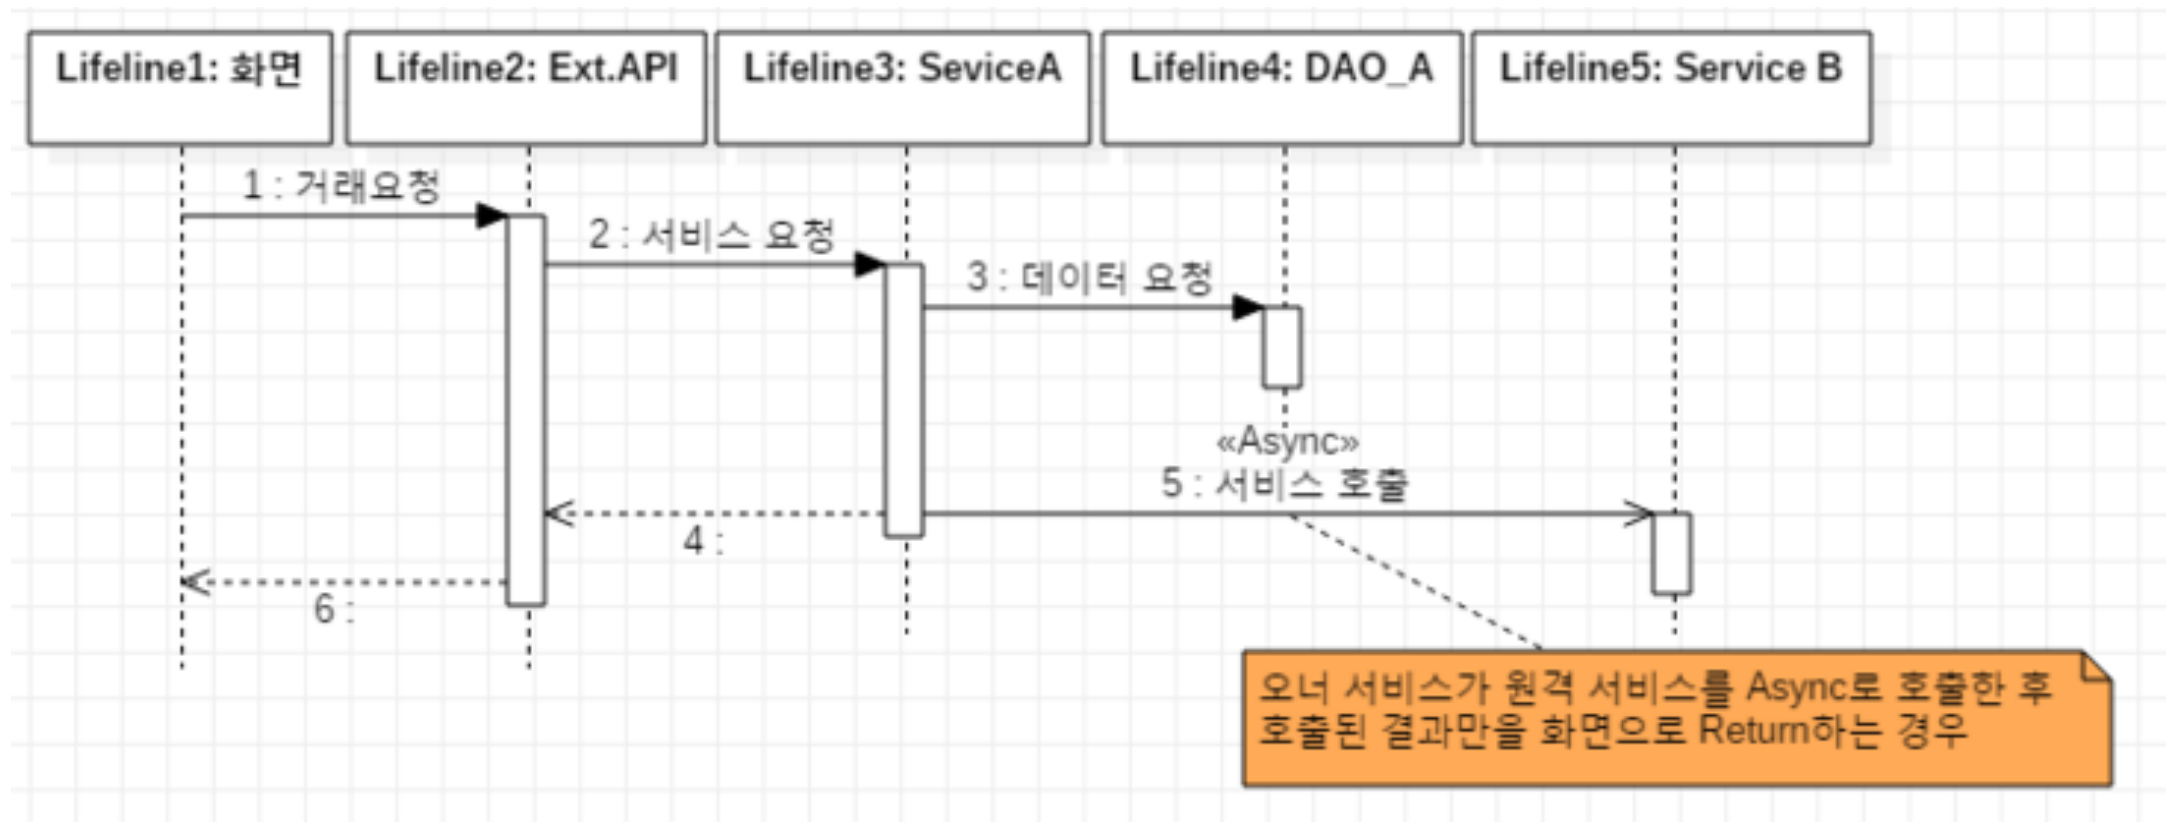 Lifeline1: 화면
Lifeline2: Ext.API
Lifeline3: SeviceA
Lifeline4: DAO_A
Lifeline5: Service B
1 : 거래요청
2 : 서비스 요청
3 : 데이터 요청
«Async»
5 : 서비스 호출
4 :
6 :
오너 서비스가 원격 서비스를 Async로 호출한 후
호출된 결과만을 화면으로 Return하는 경우